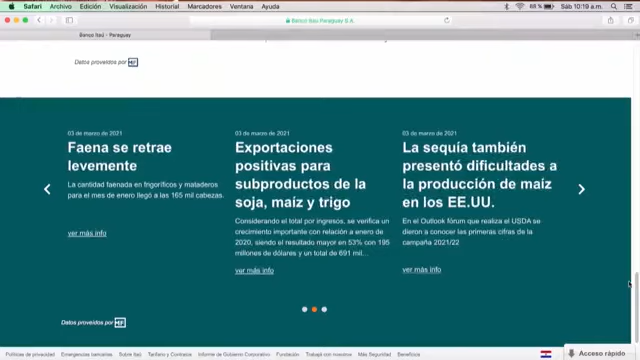 Safari Archivo Edición Visualización Historial Marcadores Ventana Ayuda
68 % Sáb 10:19 a.m.
Banco Itaú Paraguay S.A.
Banco Itaú - Paraguay
Datos proveidos por
03 de marzo de 2021
Faena se retrae
levemente
La cantidad faenada en frigoríficos y mataderos
para el mes de enero llegó a las 165 mil cabezas.
ver más info
03 de marzo de 2021
Exportaciones
positivas para
subproductos de la
soja, maíz y trigo
Considerando el total por ingresos, se verifica un
crecimiento importante con relación a enero de
2020, siendo el resultado mayor en 53% con 195
millones de dólares y un total de 691 mil...
ver más info
03 de marzo de 2021
La sequía también
presentó dificultades a
la producción de maíz
en los EE.UU.
En el Outlook fórum que realiza el USDA se
dieron a conocer las primeras cifras de la
campaña 2021/22
ver más info
Datos proveidos por
Políticas de privacidad Emergencias bancarias Sobre Itaú Tarifario y Contratos Informe de Gobierno Corporativo Fundación Trabajá con nosotros Más Seguridad Beneficios
Acceso rápido